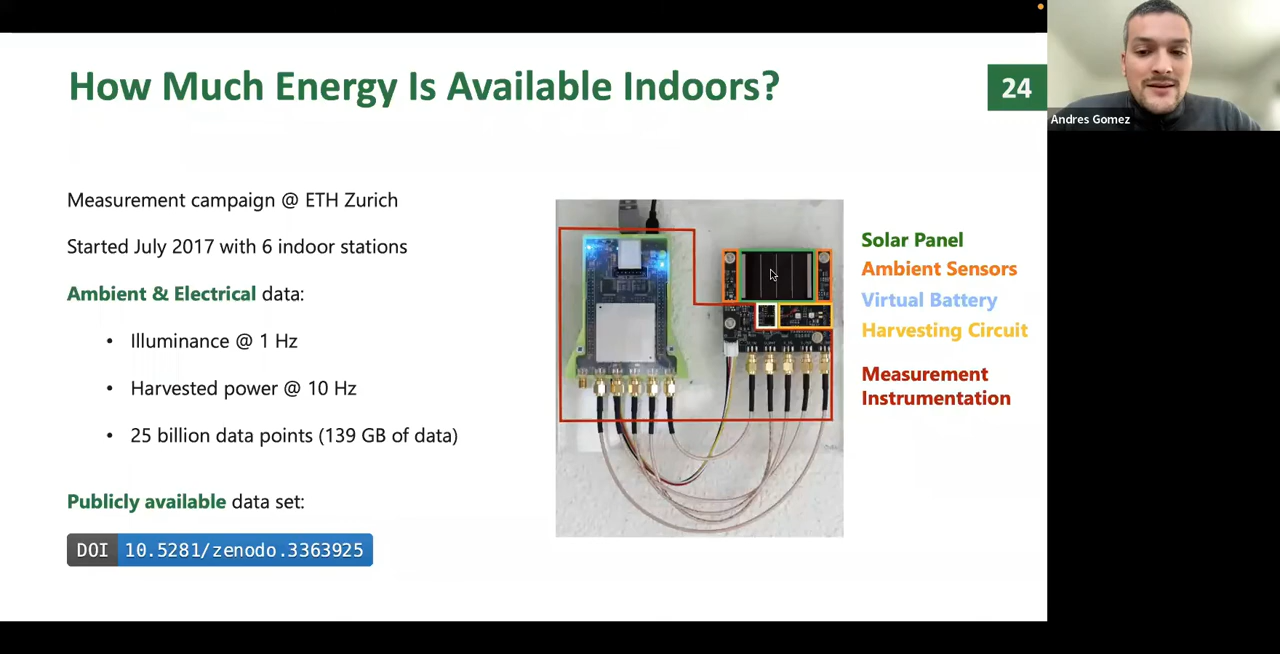 How Much Energy Is Available Indoors?
24
Andres Gomez
Measurement campaign @ ETH Zurich
Started July 2017 with 6 indoor stations
Ambient & Electrical data:
• Illuminance @ 1 Hz
• Harvested power @ 10 Hz
• 25 billion data points (139 GB of data)
Publicly available data set:
DOI 10.5281/zenodo.3363925
Solar Panel
Ambient Sensors
Virtual Battery
Harvesting Circuit
Measurement
Instrumentation